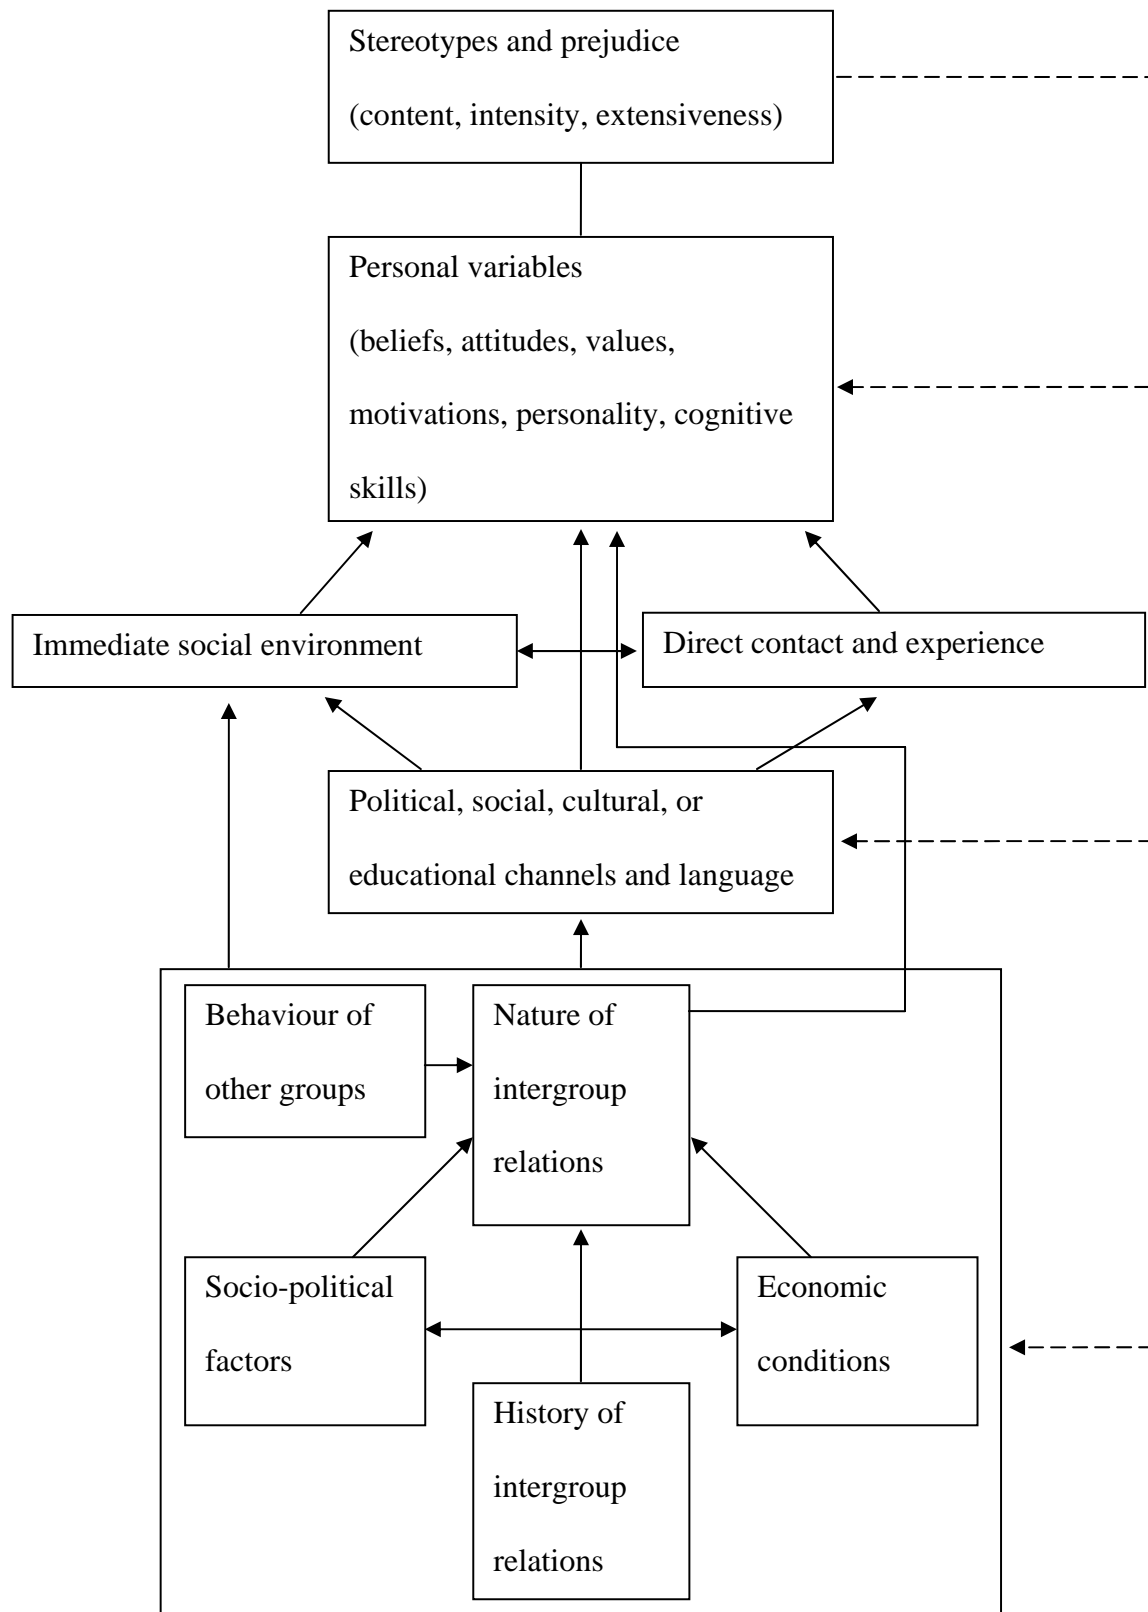 Stereotypes and prejudice
(content, intensity, extensiveness)
Personal variables
(beliefs, attitudes, values,
motivations, personality, cognitive
skills)
Immediate social environment
Direct contact and experience
Political, social, cultural, or
educational channels and language
Behaviour of
other groups
Nature of
intergroup
relations
Socio-political
factors
Economic
conditions
History of
intergroup
relations